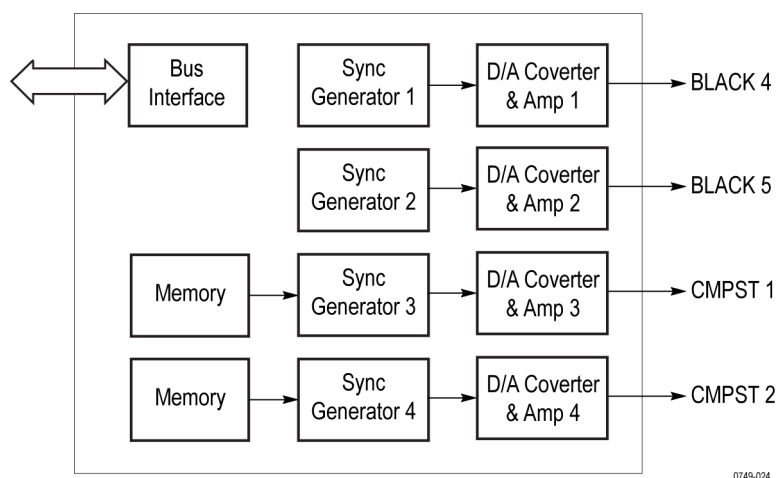 Bus
Interface
Sync
Generator 1
D/A Coverter
& Amp 1
BLACK 4
Sync
Generator 2
D/A Coverter
& Amp 2
BLACK 5
Memory
Sync
Generator 3
D/A Coverter
& Amp 3
CMPST 1
Memory
Sync
Generator 4
D/A Coverter
& Amp 4
CMPST 2
0749-024